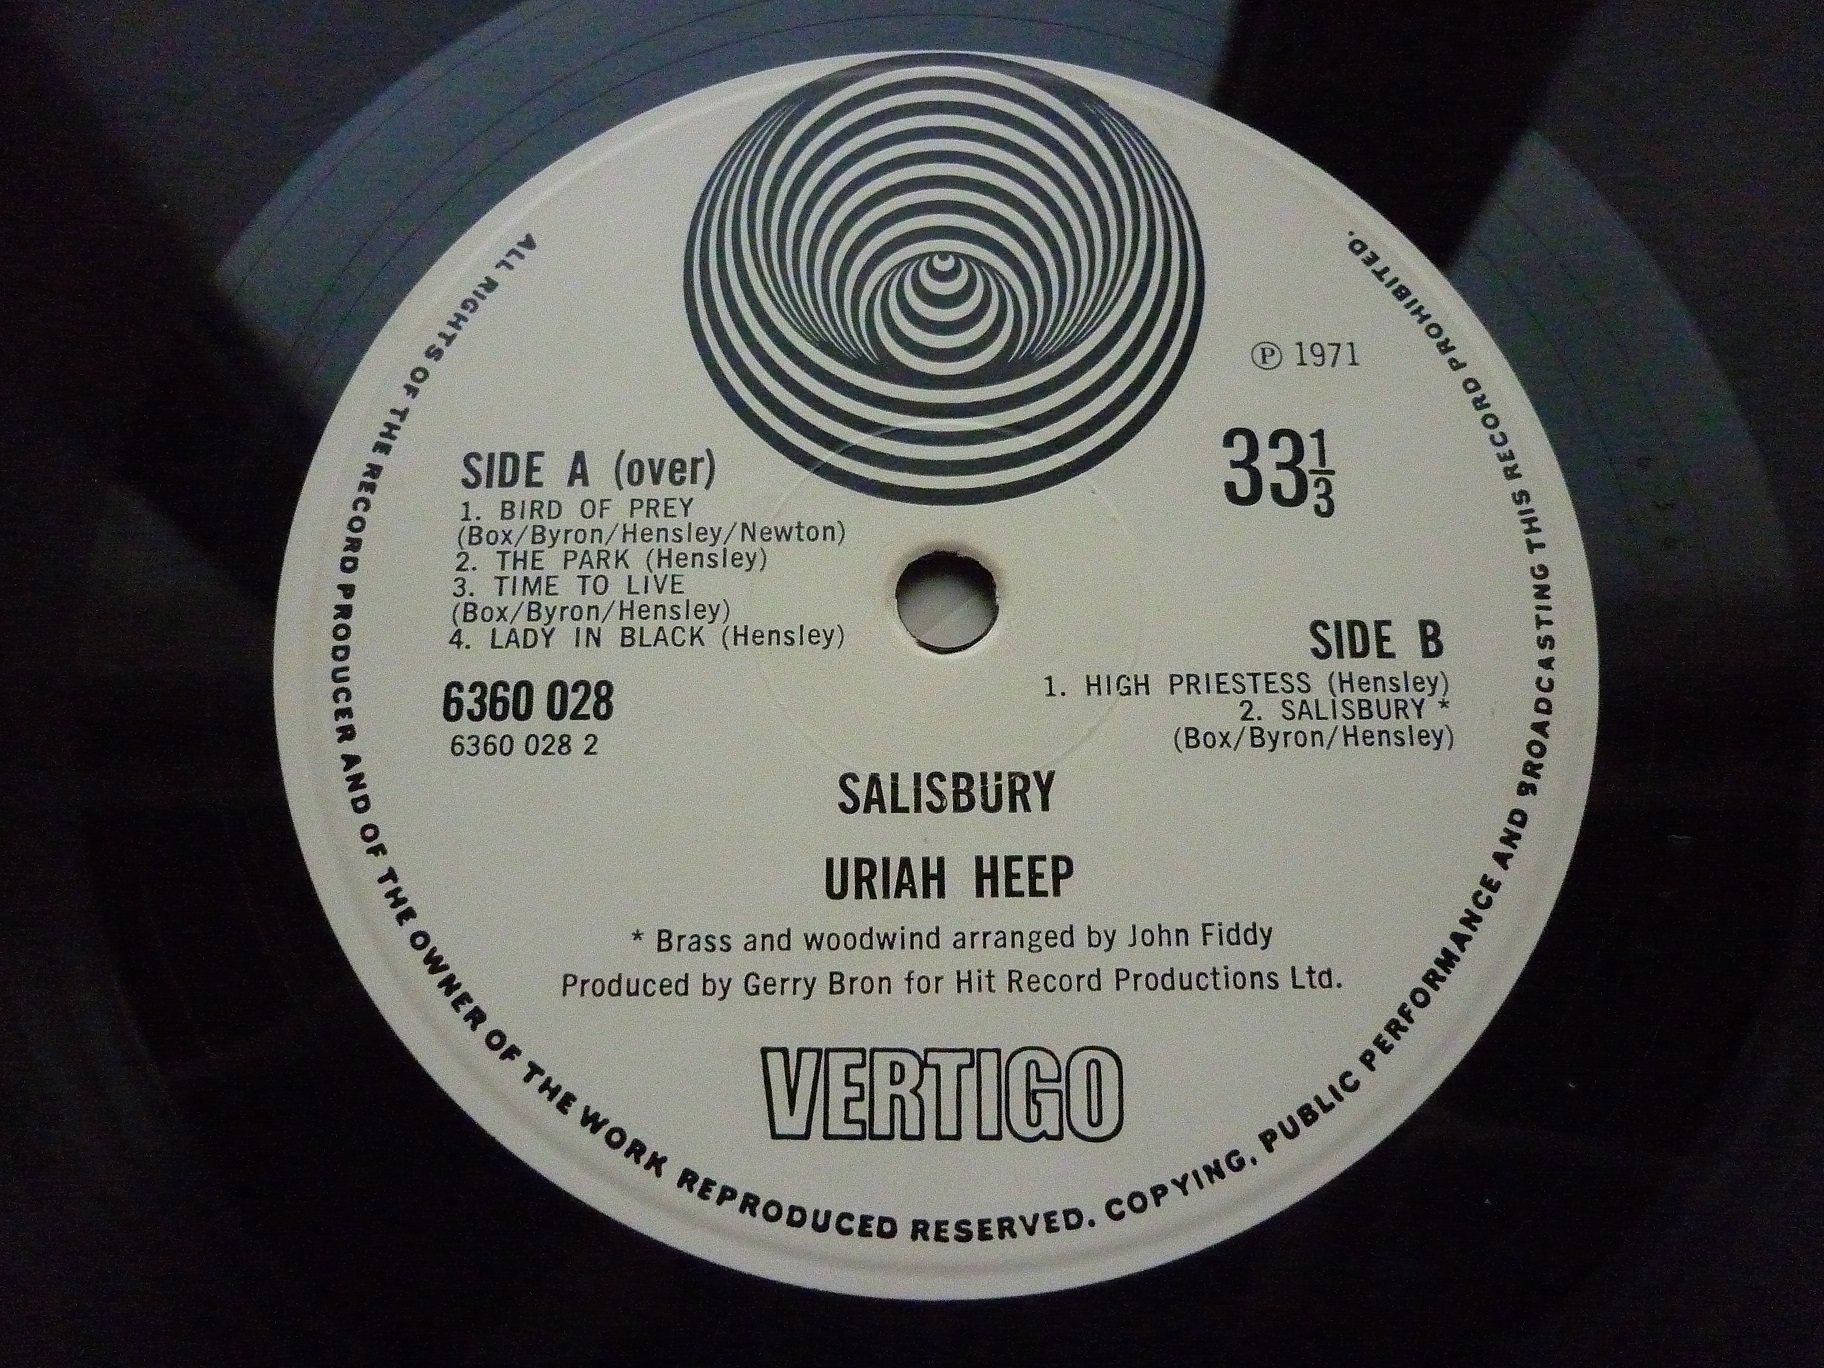 ALL RIGHTS OF THE RECORD PRODUCER AND OF THE OWNER OF THE WORK REPRODUCED RESERVED. COPYING, PUBLIC PERFORMANCE AND BROADCASTING THIS RECORD PROHIBITED.
Ⓟ 1971
33 1/3
SIDE A (over)
1. BIRD OF PREY
(Box/Byron/Hensley/Newton)
2. THE PARK (Hensley)
3. TIME TO LIVE
(Box/Byron/Hensley)
4. LADY IN BLACK (Hensley)
6360 028
6360 028 2
SIDE B
1. HIGH PRIESTESS (Hensley)
2. SALISBURY *
(Box/Byron/Hensley)
SALISBURY
URIAH HEEP
* Brass and woodwind arranged by John Fiddy
Produced by Gerry Bron for Hit Record Productions Ltd.
VERTIGO